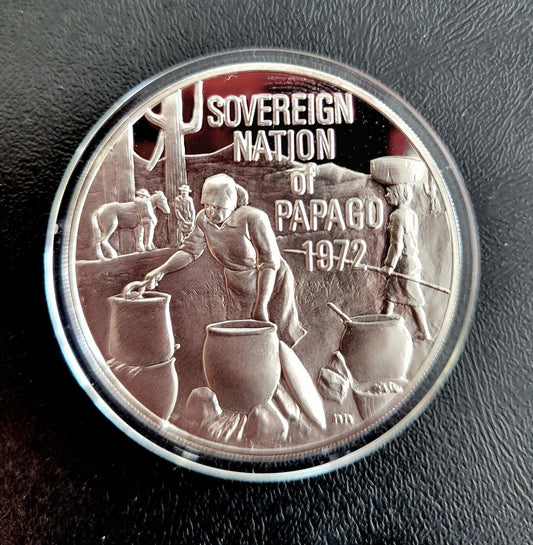 SOVEREIGN
NATION
of
PAPAGO
1972